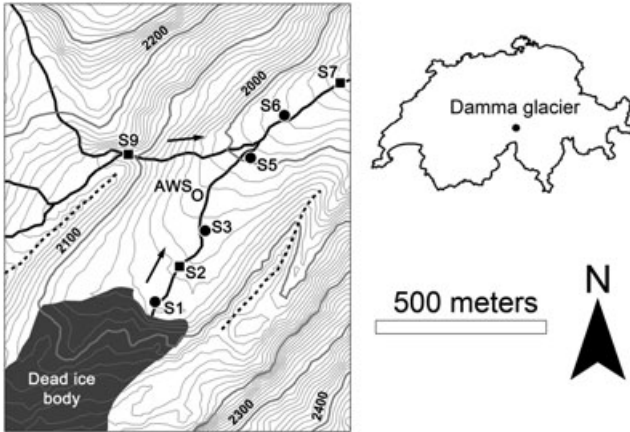 2200
2000
S7
S6
S9
S5
AWS
S3
2100
S2
S1
Dead ice
body
2300
2400
Damma glacier
500 meters
N